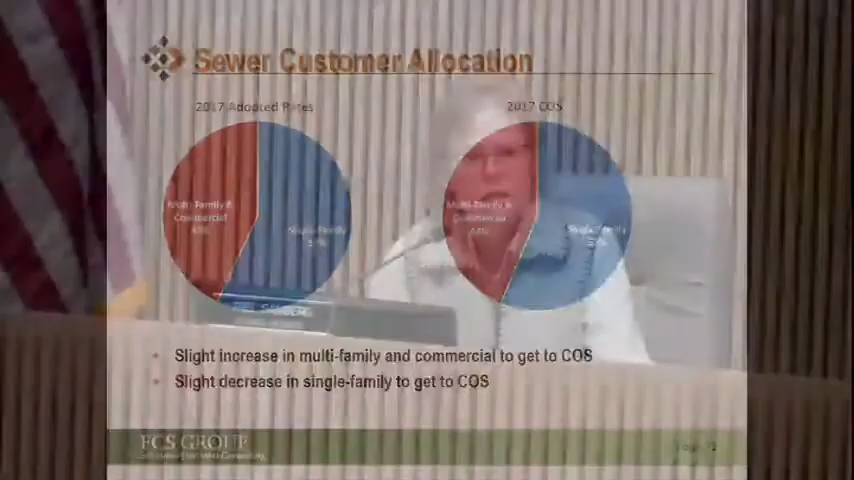 Sewer Customer Allocation
2017 Adopted Rates
2017 COS
Multi-Family &
Commercial
Single-Family
Multi-Family &
Commercial
Single-Family
• Slight increase in multi-family and commercial to get to COS
• Slight decrease in single-family to get to COS
FCS GROUP
Page